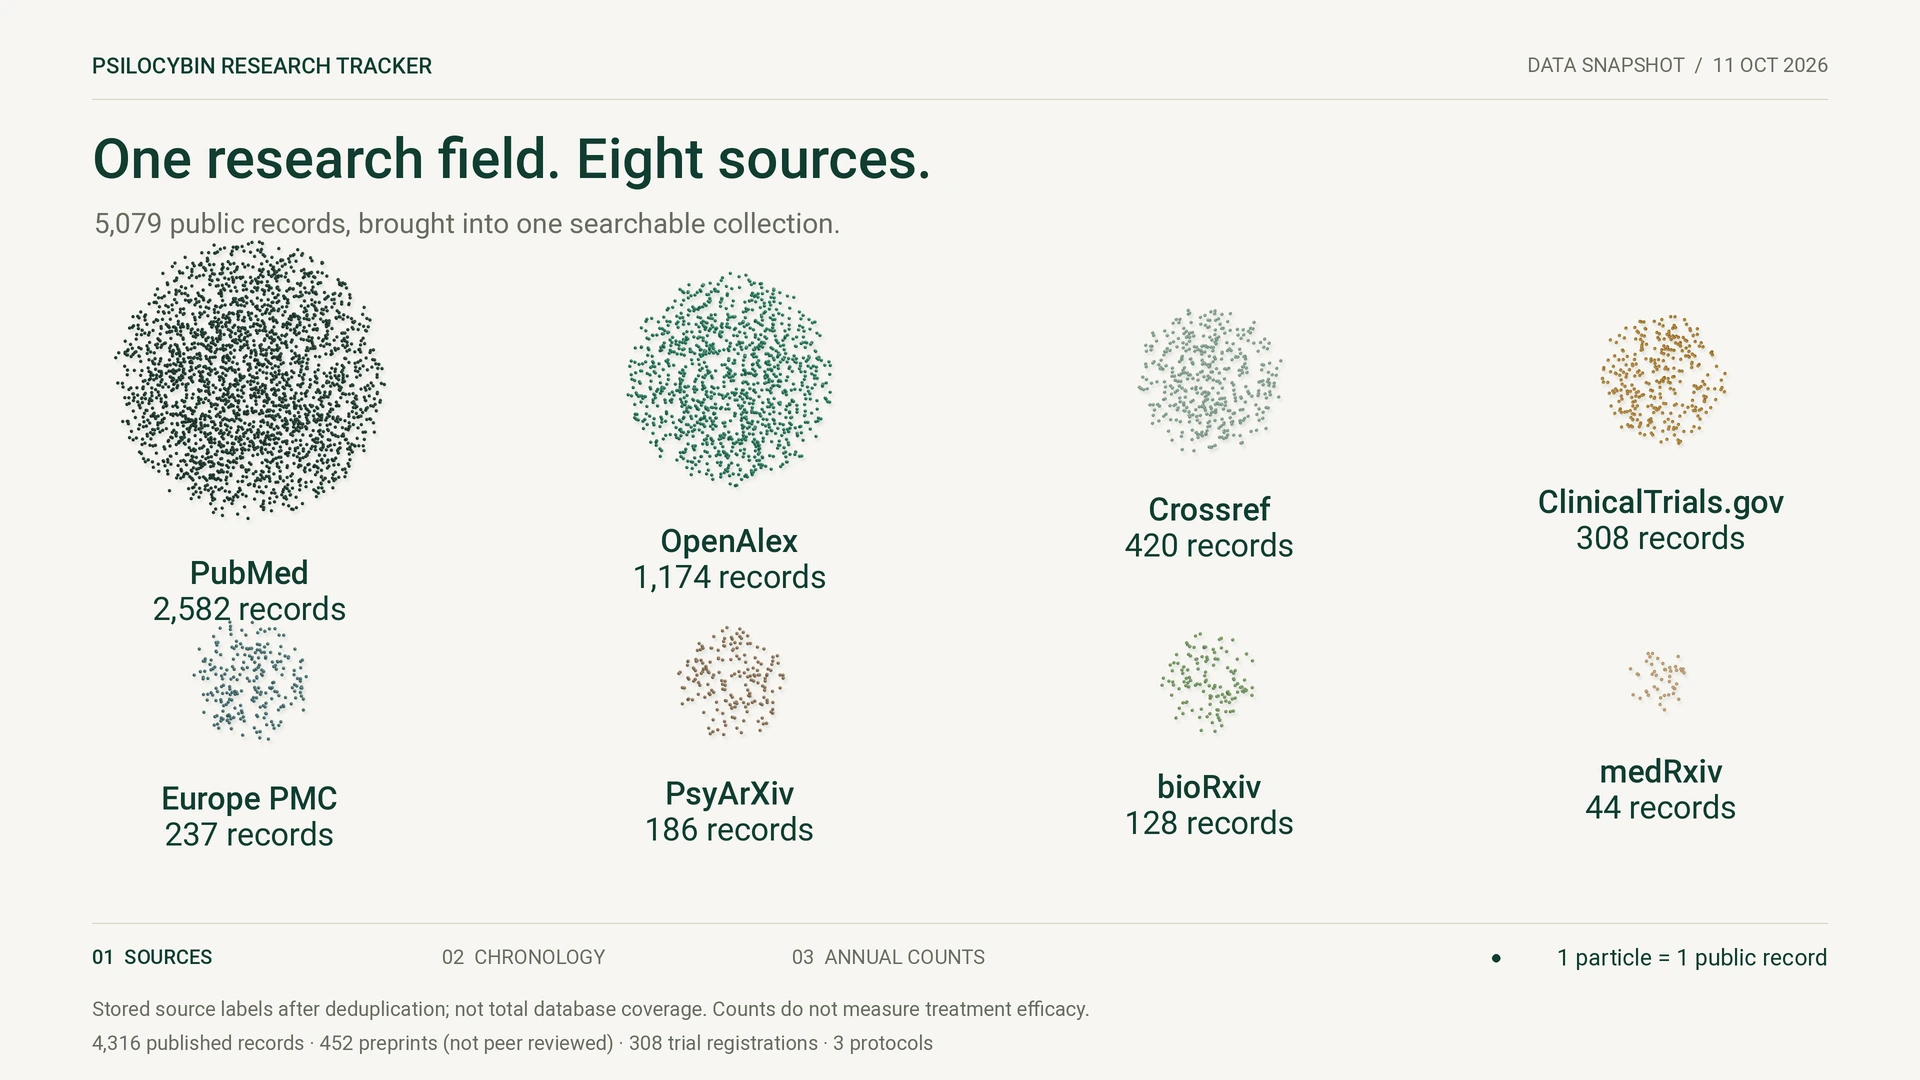 PSILOCYBIN RESEARCH TRACKER
DATA SNAPSHOT / 11 OCT 2026
One research field. Eight sources.
5,079 public records, brought into one searchable collection.
PubMed
2,582 records
OpenAlex
1,174 records
Crossref
420 records
ClinicalTrials.gov
308 records
Europe PMC
237 records
PsyArXiv
186 records
bioRxiv
128 records
medRxiv
44 records
01 SOURCES
02 CHRONOLOGY
03 ANNUAL COUNTS
1 particle = 1 public record
Stored source labels after deduplication; not total database coverage. Counts do not measure treatment efficacy.
4,316 published records · 452 preprints (not peer reviewed) · 308 trial registrations · 3 protocols